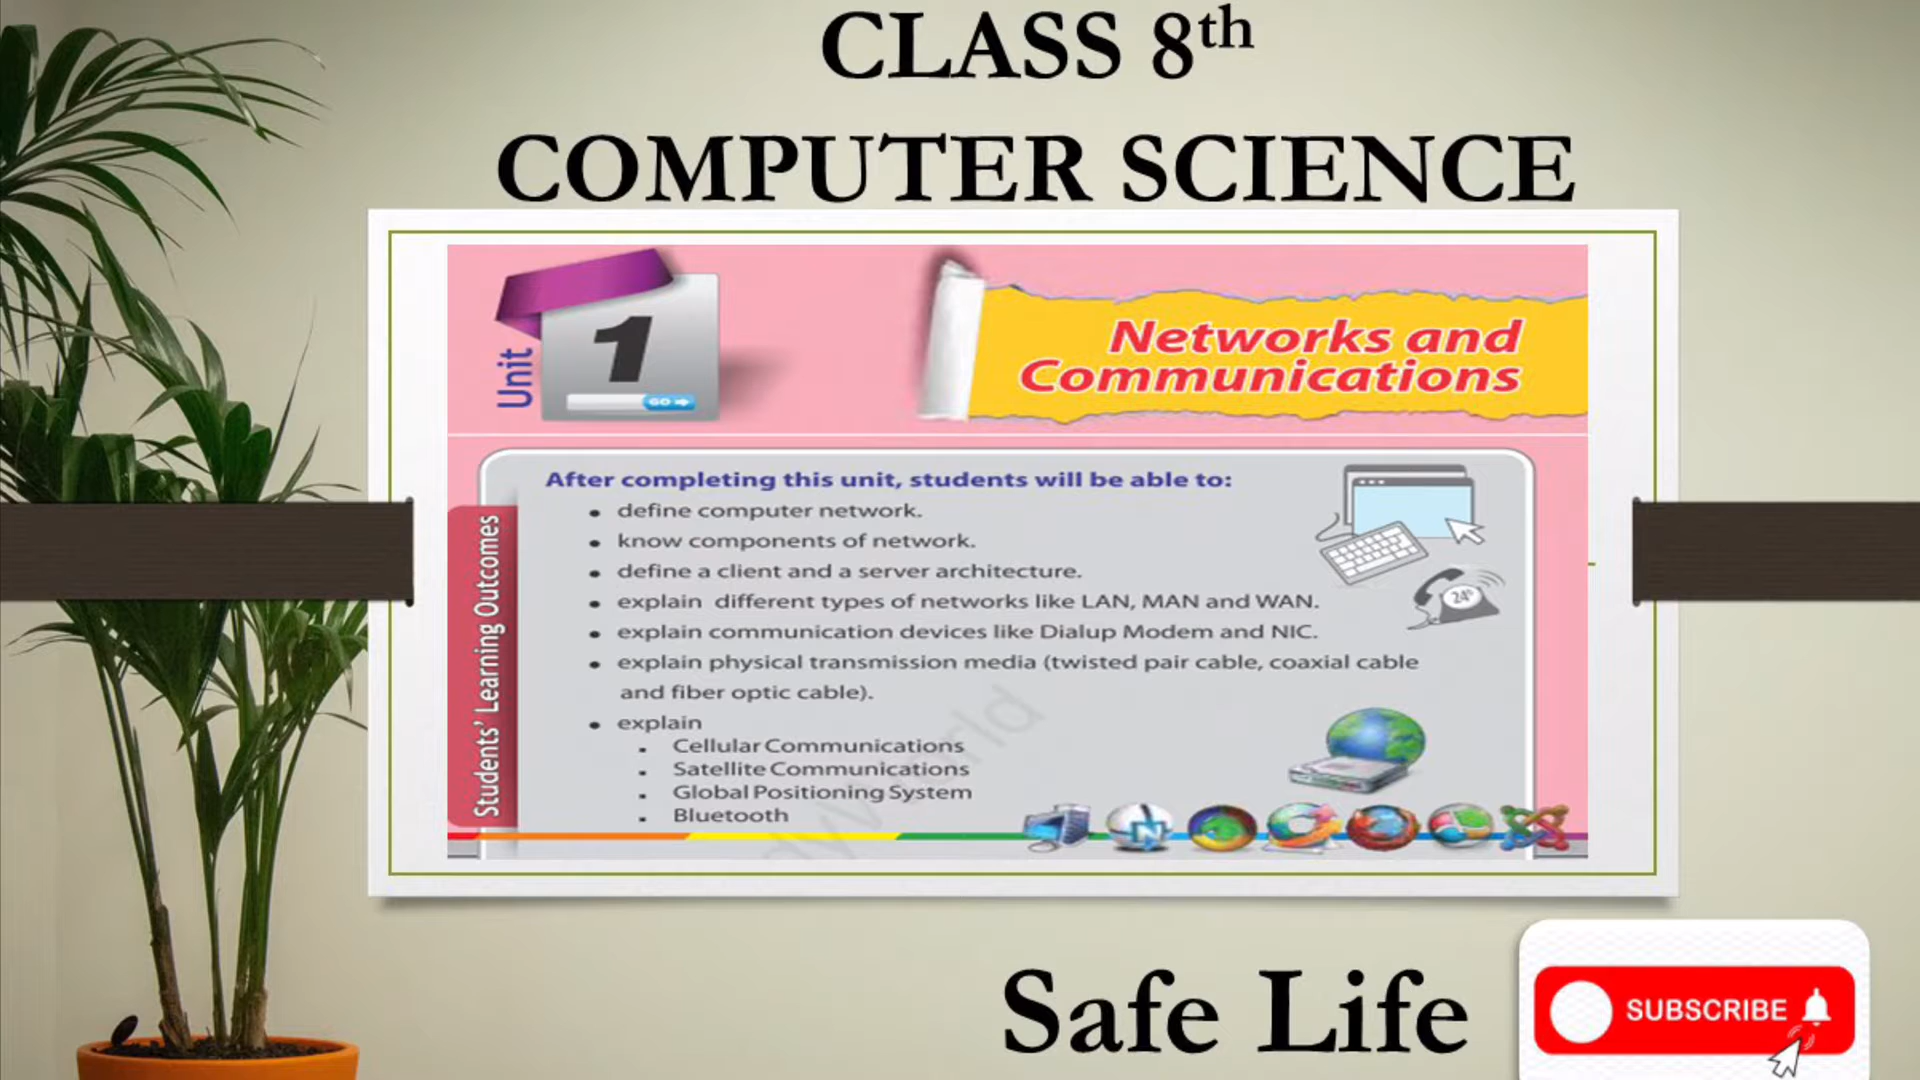 CLASS 8th
COMPUTER SCIENCE
Unit
1
GO
Networks and
Communications
Students' Learning Outcomes
After completing this unit, students will be able to:
• define computer network.
• know components of network.
• define a client and a server architecture.
• explain different types of networks like LAN, MAN and WAN.
• explain communication devices like Dialup Modem and NIC.
• explain physical transmission media (twisted pair cable, coaxial cable
and fiber optic cable).
• explain
▪ Cellular Communications
▪ Satellite Communications
▪ Global Positioning System
▪ Bluetooth
24h
N
Safe Life
SUBSCRIBE